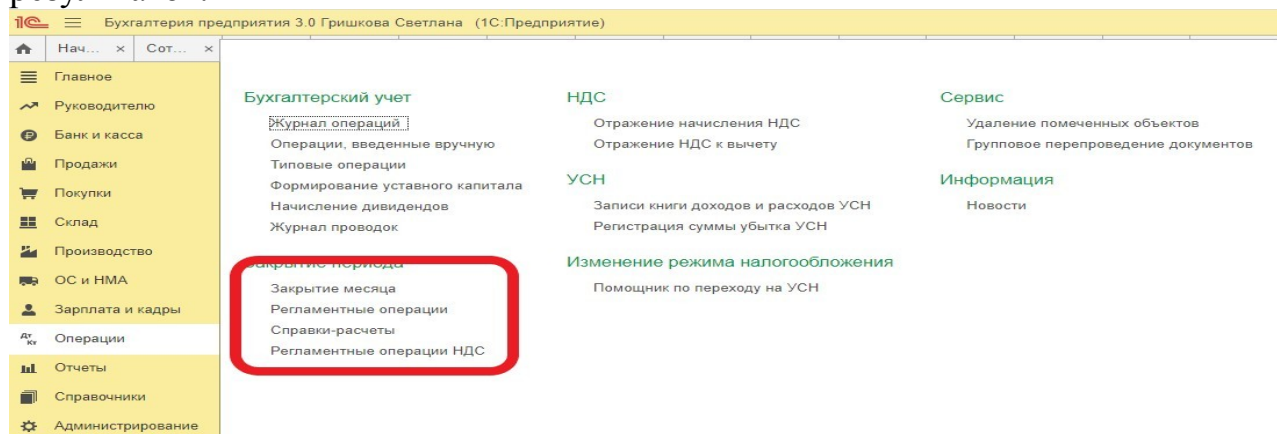 1С Бухгалтерия предприятия 3.0 Гришкова Светлана (1С:Предприятие)
Нач... × Сот... ×
Главное
Руководителю
Банк и касса
Продажи
Покупки
Склад
Производство
ОС и НМА
Зарплата и кадры
Дт Кт Операции
Отчеты
Справочники
Администрирование
Бухгалтерский учет
Журнал операций
Операции, введенные вручную
Типовые операции
Формирование уставного капитала
Начисление дивидендов
Журнал проводок
Закрытие периода
Закрытие месяца
Регламентные операции
Справки-расчеты
Регламентные операции НДС
НДС
Отражение начисления НДС
Отражение НДС к вычету
УСН
Записи книги доходов и расходов УСН
Регистрация суммы убытка УСН
Изменение режима налогообложения
Помощник по переходу на УСН
Сервис
Удаление помеченных объектов
Групповое перепроведение документов
Информация
Новости